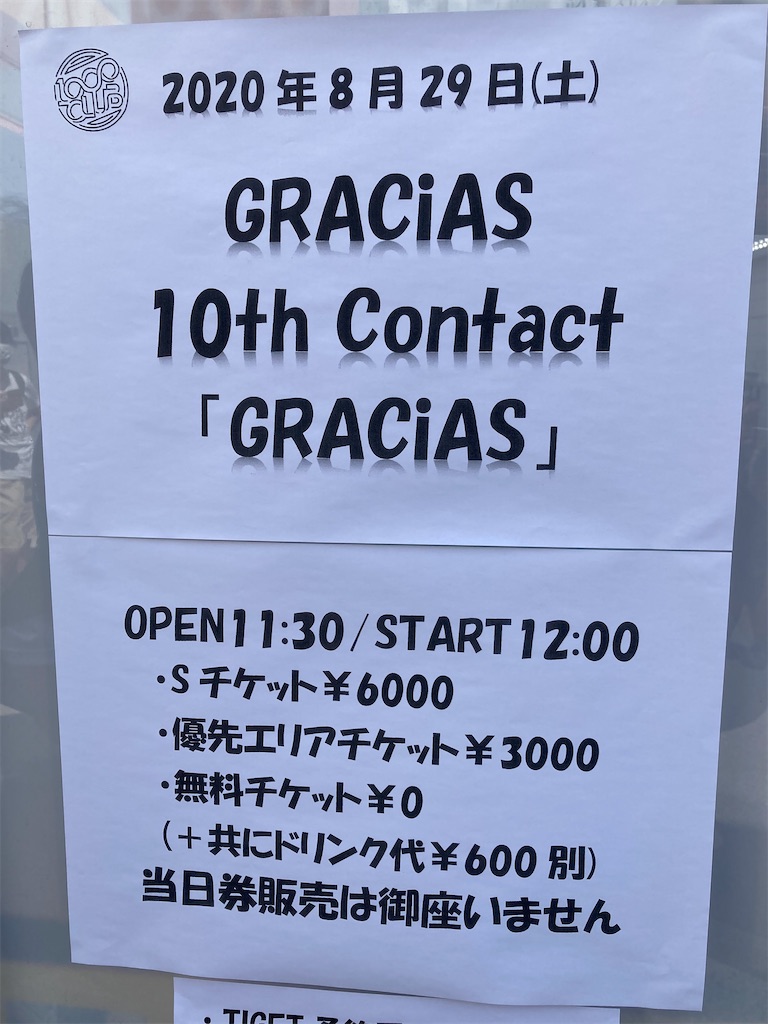 2020年8月29日(土)
GRACiAS
10th Contact
「GRACiAS」
OPEN11:30/START12:00
・Sチケット￥6000
・優先エリアチケット￥3000
・無料チケット￥0
(＋共にドリンク代￥600別)
当日券販売は御座いません
・TIGET